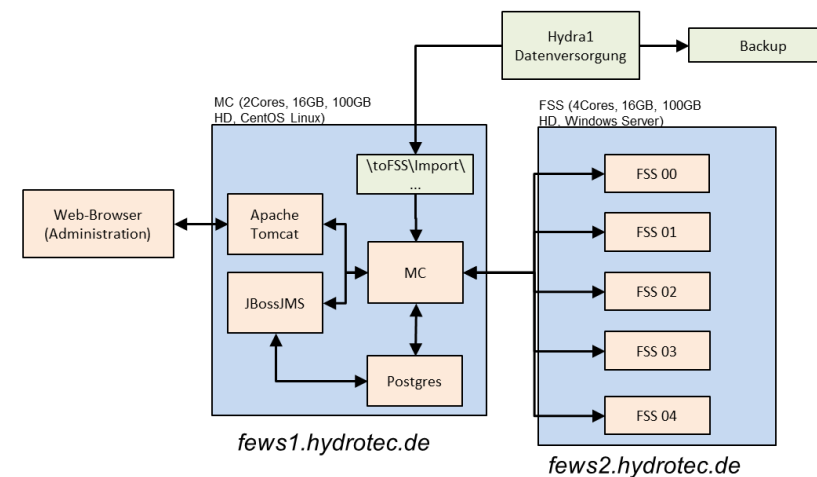 Hydra1
Datenversorgung
Backup
MC (2Cores, 16GB, 100GB
HD, CentOS Linux)
FSS (4Cores, 16GB, 100GB
HD, Windows Server)
\toFSS\Import\
...
FSS 00
Web-Browser
(Administration)
Apache
Tomcat
FSS 01
MC
JBossJMS
FSS 02
FSS 03
Postgres
FSS 04
fews1.hydrotec.de
fews2.hydrotec.de